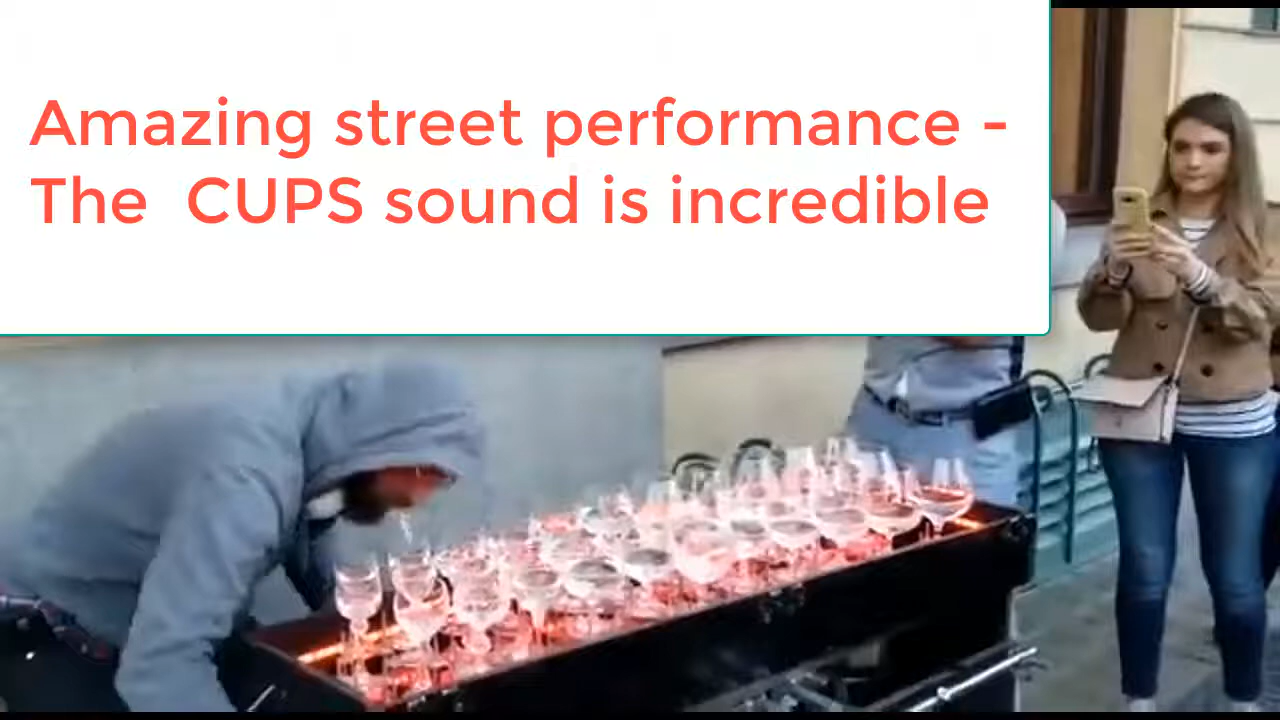 Amazing street performance -
The CUPS sound is incredible